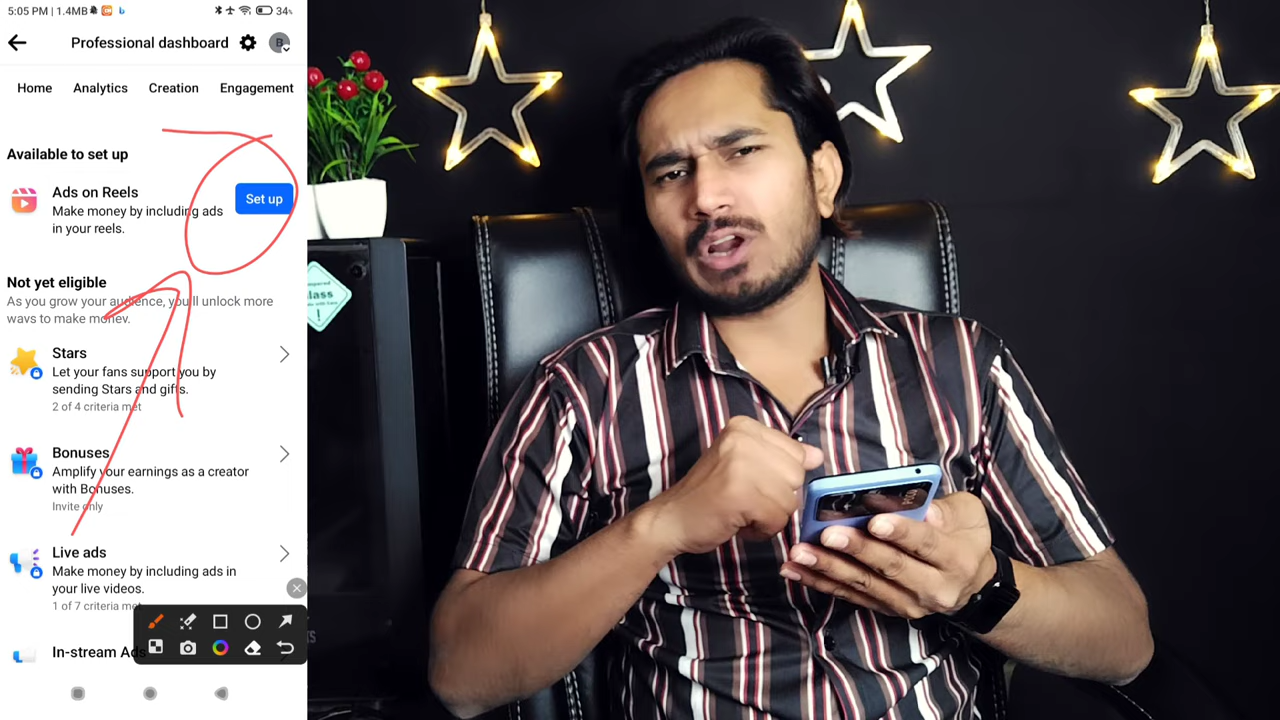 5:05 PM | 1.4MB
34%
Professional dashboard
B
Home Analytics Creation Engagement
Available to set up
Ads on Reels
Make money by including ads
in your reels.
Set up
Not yet eligible
As you grow your audience, you'll unlock more
ways to make money.
Stars
Let your fans support you by
sending Stars and gifts.
2 of 4 criteria met
Bonuses
Amplify your earnings as a creator
with Bonuses.
Invite only
Live ads
Make money by including ads in
your live videos.
1 of 7 criteria met
In-stream Ads